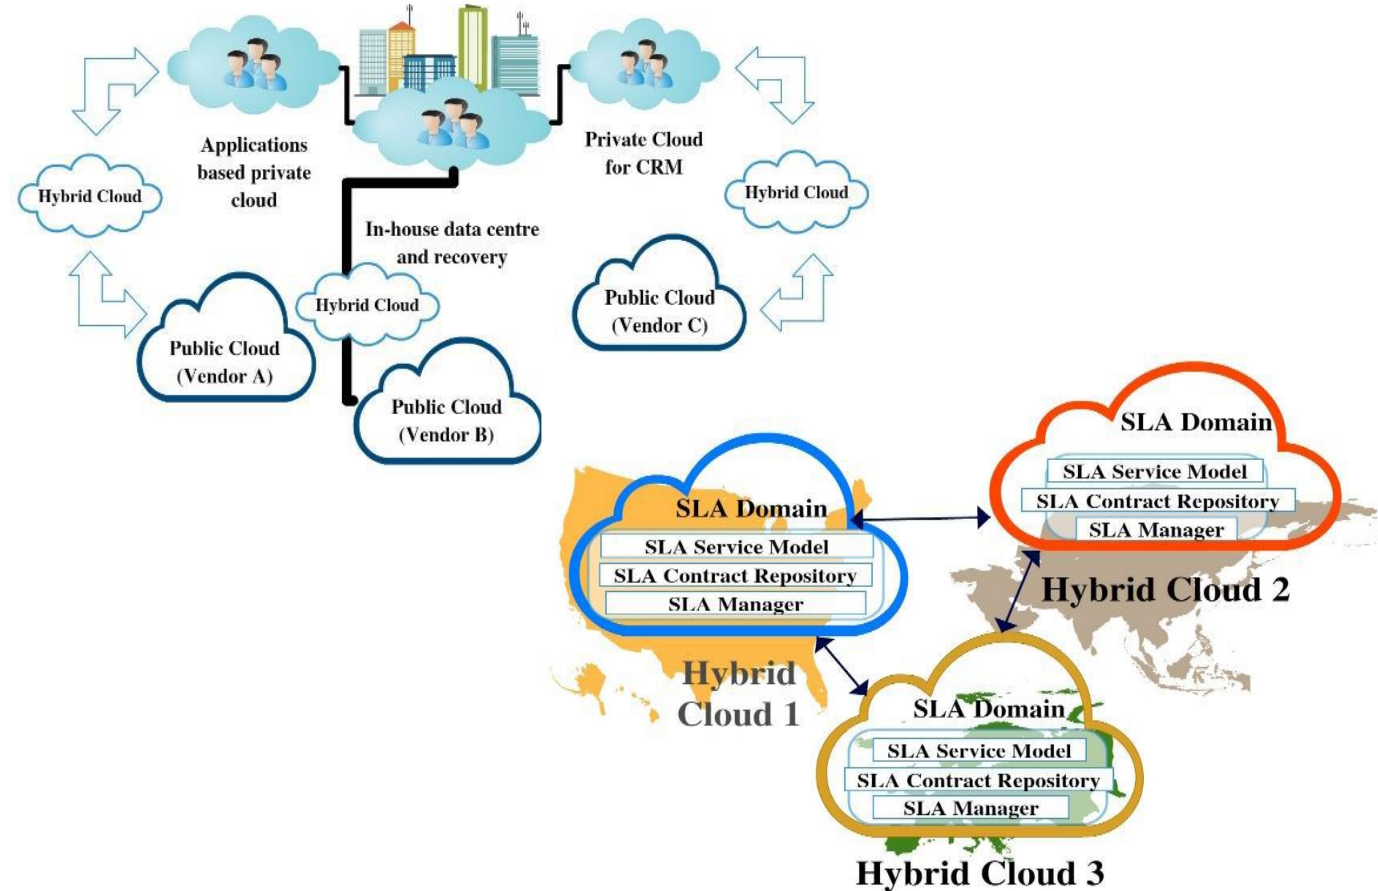 Applications
based private
cloud
Private Cloud
for CRM
Hybrid Cloud
Hybrid Cloud
In-house data centre
and recovery
Hybrid Cloud
Public Cloud
(Vendor A)
Public Cloud
(Vendor B)
Public Cloud
(Vendor C)
SLA Domain
SLA Service Model
SLA Contract Repository
SLA Manager
Hybrid
Cloud 1
SLA Domain
SLA Service Model
SLA Contract Repository
SLA Manager
Hybrid Cloud 2
SLA Domain
SLA Service Model
SLA Contract Repository
SLA Manager
Hybrid Cloud 3